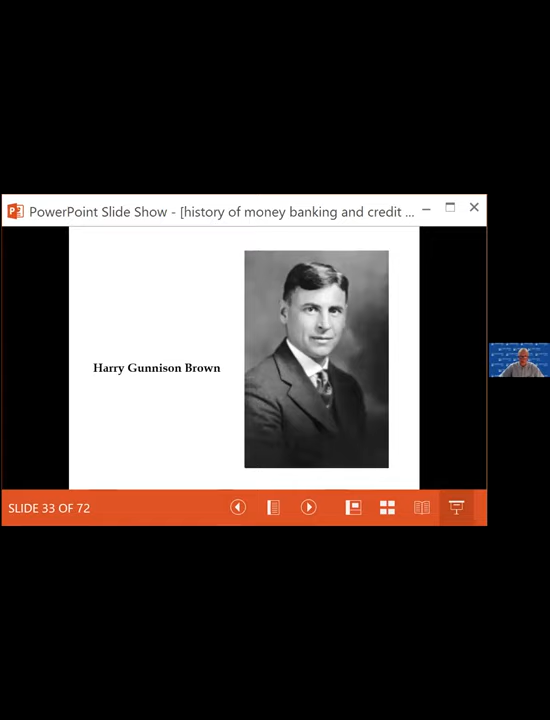 PowerPoint Slide Show - [history of money banking and credit ...
Harry Gunnison Brown
SLIDE 33 OF 72